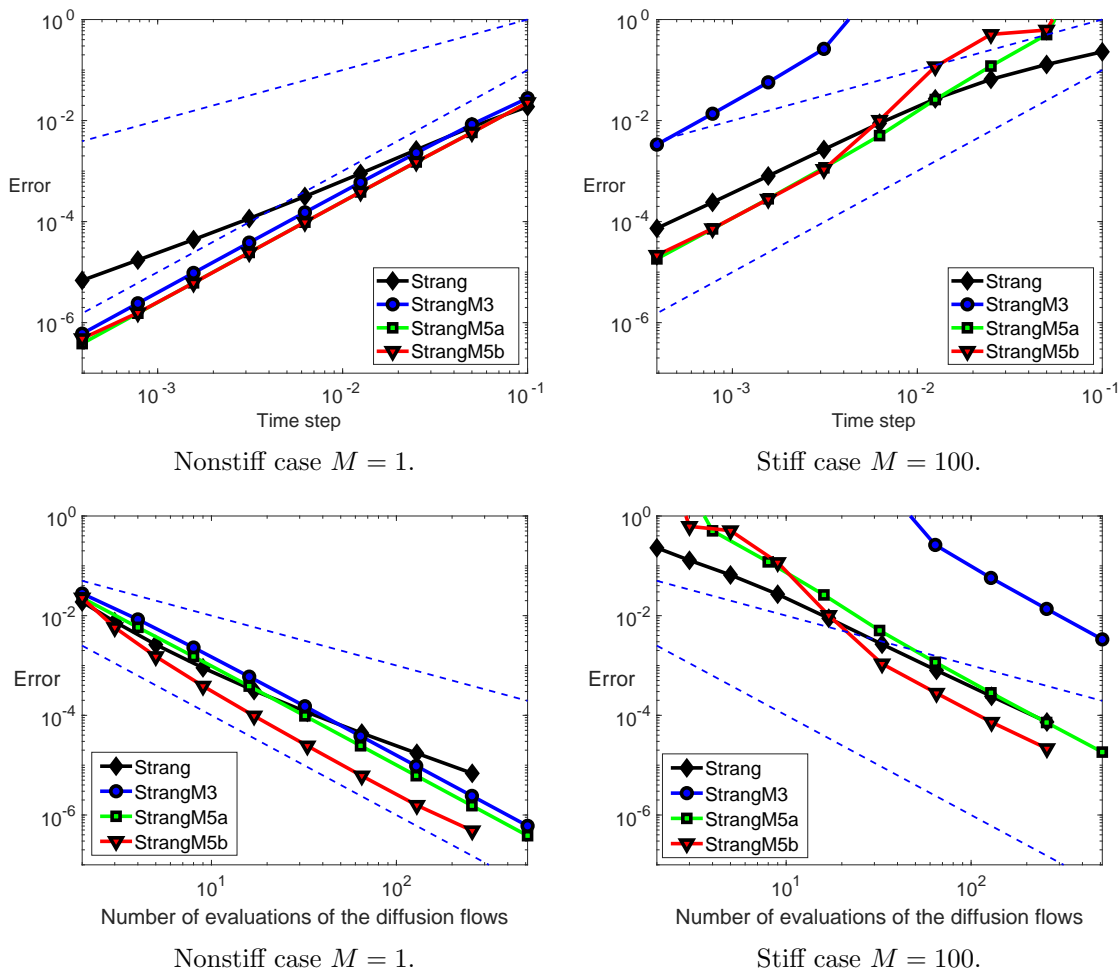 10^0
10^-2
Error
10^-4
10^-6
10^-3
10^-2
10^-1
Time step
Strang
StrangM3
StrangM5a
StrangM5b
Nonstiff case M = 1.
10^0
10^-2
Error
10^-4
10^-6
10^-3
10^-2
10^-1
Time step
Strang
StrangM3
StrangM5a
StrangM5b
Stiff case M = 100.
10^0
10^-2
Error
10^-4
10^-6
10^1
10^2
Number of evaluations of the diffusion flows
Strang
StrangM3
StrangM5a
StrangM5b
Nonstiff case M = 1.
10^0
10^-2
Error
10^-4
10^-6
10^1
10^2
Number of evaluations of the diffusion flows
Strang
StrangM3
StrangM5a
StrangM5b
Stiff case M = 100.